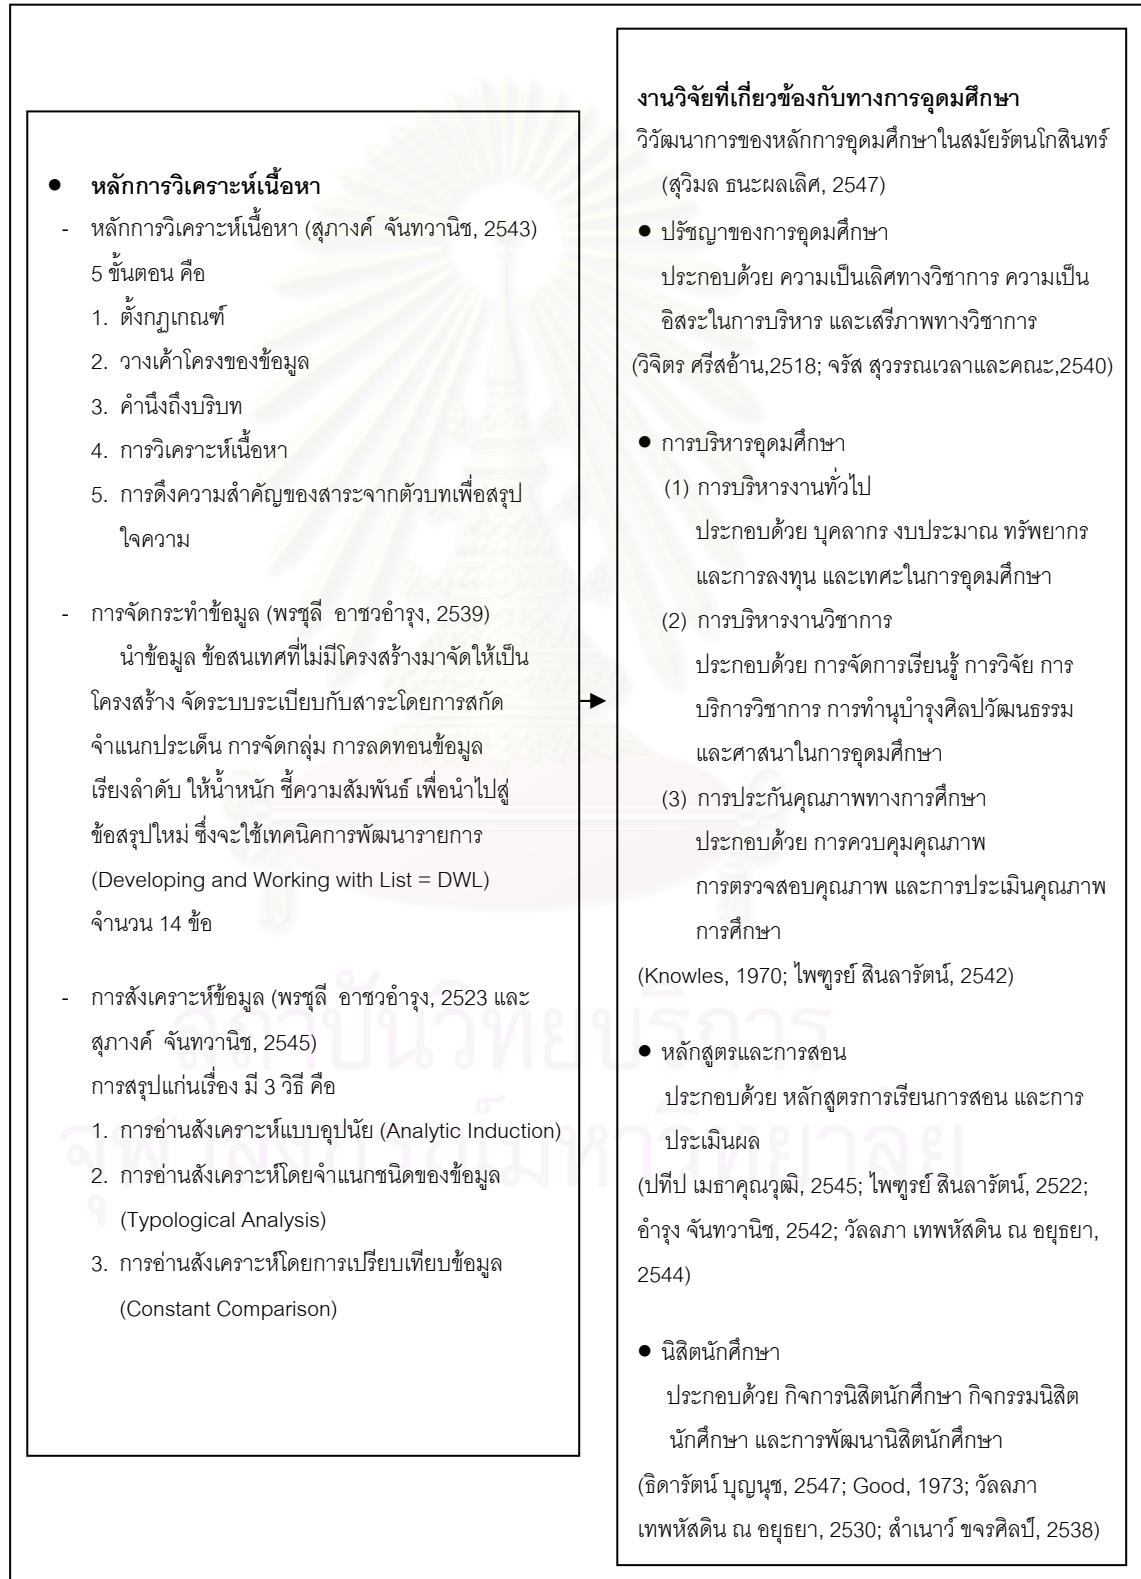 ● หลักการวิเคราะห์เนื้อหา
- หลักการวิเคราะห์เนื้อหา (สุภางค์ จันทวานิช, 2543)
5 ขั้นตอน คือ
1. ตั้งกฏเกณฑ์
2. วางเค้าโครงของข้อมูล
3. คำนึงถึงบริบท
4. การวิเคราะห์เนื้อหา
5. การดึงความสำคัญของสาระจากตัวบทเพื่อสรุป
ใจความ
- การจัดกระทำข้อมูล (พรชุลี อาชวอำรุง, 2539)
นำข้อมูล ข้อสนเทศที่ไม่มีโครงสร้างมาจัดให้เป็น
โครงสร้าง จัดระบบระเบียบกับสาระโดยการสกัด
จำแนกประเด็น การจัดกลุ่ม การลดทอนข้อมูล
เรียงลำดับ ให้น้ำหนัก ชี้ความสัมพันธ์ เพื่อนำไปสู่
ข้อสรุปใหม่ ซึ่งจะใช้เทคนิคการพัฒนารายการ
(Developing and Working with List = DWL)
จำนวน 14 ข้อ
- การสังเคราะห์ข้อมูล (พรชุลี อาชวอำรุง, 2523 และ
สุภางค์ จันทวานิช, 2545)
การสรุปแก่นเรื่อง มี 3 วิธี คือ
1. การอ่านสังเคราะห์แบบอุปนัย (Analytic Induction)
2. การอ่านสังเคราะห์โดยจำแนกชนิดของข้อมูล
(Typological Analysis)
3. การอ่านสังเคราะห์โดยการเปรียบเทียบข้อมูล
(Constant Comparison)
งานวิจัยที่เกี่ยวข้องกับทางการอุดมศึกษา
วิวัฒนาการของหลักการอุดมศึกษาในสมัยรัตนโกสินทร์
(สุวิมล ธนะผลเลิศ, 2547)
● ปรัชญาของการอุดมศึกษา
ประกอบด้วย ความเป็นเลิศทางวิชาการ ความเป็น
อิสระในการบริหาร และเสรีภาพทางวิชาการ
(วิจิตร ศรีสอ้าน,2518; จรัส สุวรรณเวลาและคณะ,2540)
● การบริหารอุดมศึกษา
(1) การบริหารงานทั่วไป
ประกอบด้วย บุคลากร งบประมาณ ทรัพยากร
และการลงทุน และเทศะในการอุดมศึกษา
(2) การบริหารงานวิชาการ
ประกอบด้วย การจัดการเรียนรู้ การวิจัย การ
บริการวิชาการ การทำนุบำรุงศิลปวัฒนธรรม
และศาสนาในการอุดมศึกษา
(3) การประกันคุณภาพทางการศึกษา
ประกอบด้วย การควบคุมคุณภาพ
การตรวจสอบคุณภาพ และการประเมินคุณภาพ
การศึกษา
(Knowles, 1970; ไพฑูรย์ สินลารัตน์, 2542)
● หลักสูตรและการสอน
ประกอบด้วย หลักสูตรการเรียนการสอน และการ
ประเมินผล
(ปทีป เมธาคุณวุฒิ, 2545; ไพฑูรย์ สินลารัตน์, 2522;
อำรุง จันทวานิช, 2542; วัลลภา เทพหัสดิน ณ อยุธยา,
2544)
● นิสิตนักศึกษา
ประกอบด้วย กิจการนิสิตนักศึกษา กิจกรรมนิสิต
นักศึกษา และการพัฒนานิสิตนักศึกษา
(ธิดารัตน์ บุญนุช, 2547; Good, 1973; วัลลภา
เทพหัสดิน ณ อยุธยา, 2530; สำเนาว์ ขจรศิลป์, 2538)
สถาบันวิทยบริการ
จุฬาลงกรณ์มหาวิทยาลัย